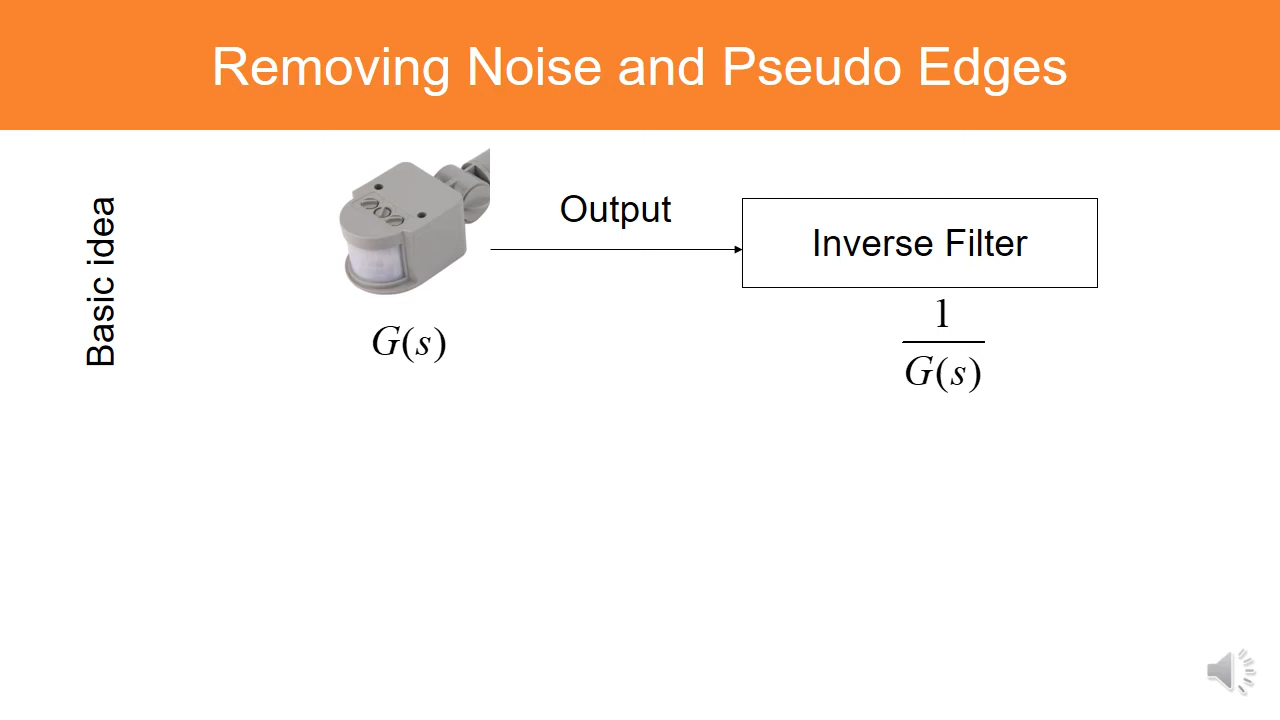 Removing Noise and Pseudo Edges
Basic idea
Output
Inverse Filter
G(s)
1
G(s)